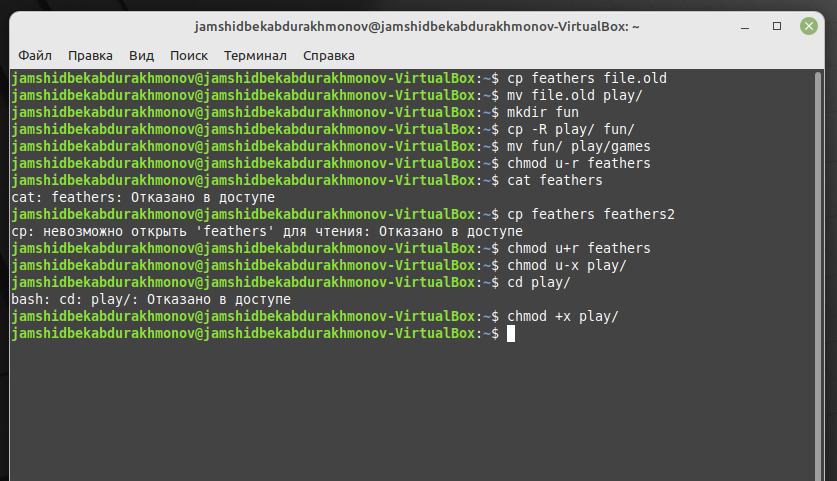 jamshidbekabdurakhmonov@jamshidbekabdurakhmonov-VirtualBox: ~
Файл Правка Вид Поиск Терминал Справка
jamshidbekabdurakhmonov@jamshidbekabdurakhmonov-VirtualBox:~$ cp feathers file.old
jamshidbekabdurakhmonov@jamshidbekabdurakhmonov-VirtualBox:~$ mv file.old play/
jamshidbekabdurakhmonov@jamshidbekabdurakhmonov-VirtualBox:~$ mkdir fun
jamshidbekabdurakhmonov@jamshidbekabdurakhmonov-VirtualBox:~$ cp -R play/ fun/
jamshidbekabdurakhmonov@jamshidbekabdurakhmonov-VirtualBox:~$ mv fun/ play/games
jamshidbekabdurakhmonov@jamshidbekabdurakhmonov-VirtualBox:~$ chmod u-r feathers
jamshidbekabdurakhmonov@jamshidbekabdurakhmonov-VirtualBox:~$ cat feathers
cat: feathers: Отказано в доступе
jamshidbekabdurakhmonov@jamshidbekabdurakhmonov-VirtualBox:~$ cp feathers feathers2
cp: невозможно открыть 'feathers' для чтения: Отказано в доступе
jamshidbekabdurakhmonov@jamshidbekabdurakhmonov-VirtualBox:~$ chmod u+r feathers
jamshidbekabdurakhmonov@jamshidbekabdurakhmonov-VirtualBox:~$ chmod u-x play/
jamshidbekabdurakhmonov@jamshidbekabdurakhmonov-VirtualBox:~$ cd play/
bash: cd: play/: Отказано в доступе
jamshidbekabdurakhmonov@jamshidbekabdurakhmonov-VirtualBox:~$ chmod +x play/
jamshidbekabdurakhmonov@jamshidbekabdurakhmonov-VirtualBox:~$